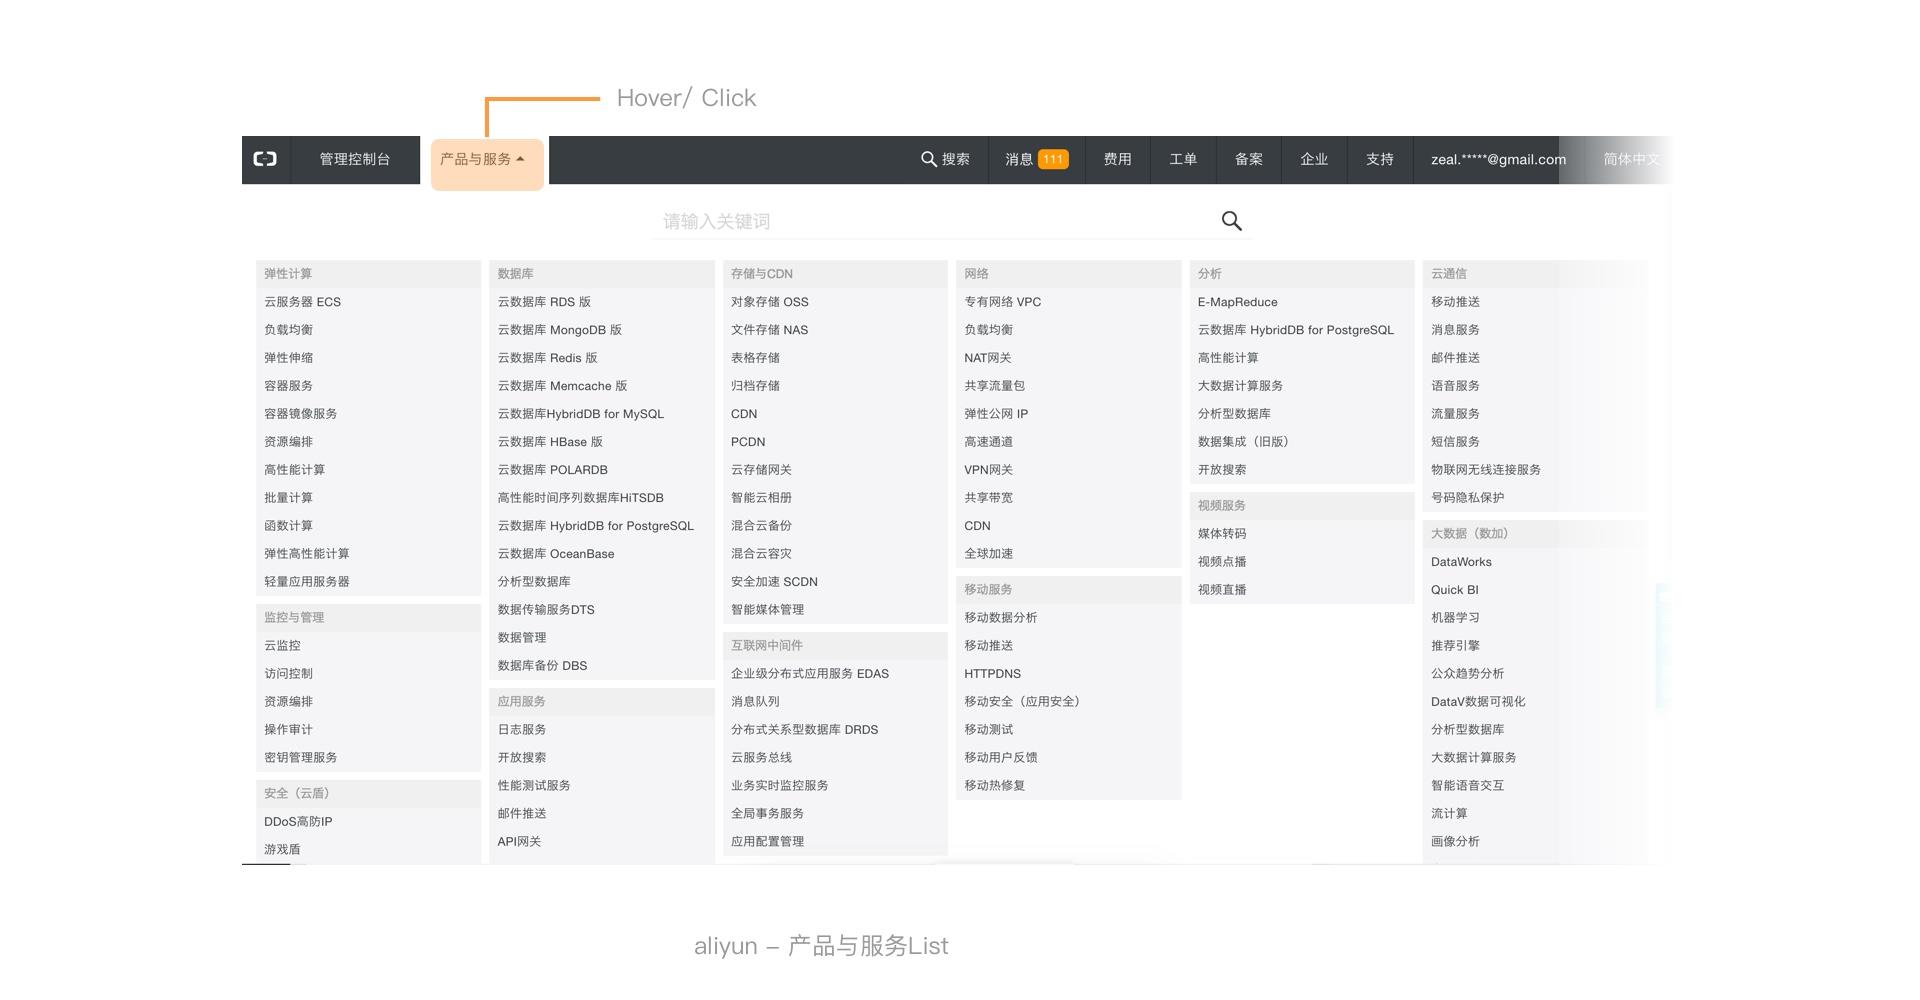 Hover/ Click
管理控制台
产品与服务
搜索
消息 111
费用
工单
备案
企业
支持
zeal.*****@gmail.com
简体中文
请输入关键词
弹性计算
云服务器 ECS
负载均衡
弹性伸缩
容器服务
容器镜像服务
资源编排
高性能计算
批量计算
函数计算
弹性高性能计算
轻量应用服务器
监控与管理
云监控
访问控制
资源编排
操作审计
密钥管理服务
安全（云盾）
DDoS高防IP
游戏盾
数据库
云数据库 RDS 版
云数据库 MongoDB 版
云数据库 Redis 版
云数据库 Memcache 版
云数据库HybridDB for MySQL
云数据库 HBase 版
云数据库 POLARDB
高性能时间序列数据库HiTSDB
云数据库 HybridDB for PostgreSQL
云数据库 OceanBase
分析型数据库
数据传输服务DTS
数据管理
数据库备份 DBS
应用服务
日志服务
开放搜索
性能测试服务
邮件推送
API网关
存储与CDN
对象存储 OSS
文件存储 NAS
表格存储
归档存储
CDN
PCDN
云存储网关
智能云相册
混合云备份
混合云容灾
安全加速 SCDN
智能媒体管理
互联网中间件
企业级分布式应用服务 EDAS
消息队列
分布式关系型数据库 DRDS
云服务总线
业务实时监控服务
全局事务服务
应用配置管理
网络
专有网络 VPC
负载均衡
NAT网关
共享流量包
弹性公网 IP
高速通道
VPN网关
共享带宽
CDN
全球加速
移动服务
移动数据分析
移动推送
HTTPDNS
移动安全（应用安全）
移动测试
移动用户反馈
移动热修复
分析
E-MapReduce
云数据库 HybridDB for PostgreSQL
高性能计算
大数据计算服务
分析型数据库
数据集成（旧版）
开放搜索
视频服务
媒体转码
视频点播
视频直播
云通信
移动推送
消息服务
邮件推送
语音服务
流量服务
短信服务
物联网无线连接服务
号码隐私保护
大数据（数加）
DataWorks
Quick BI
机器学习
推荐引擎
公众趋势分析
DataV数据可视化
分析型数据库
大数据计算服务
智能语音交互
流计算
画像分析
aliyun – 产品与服务List